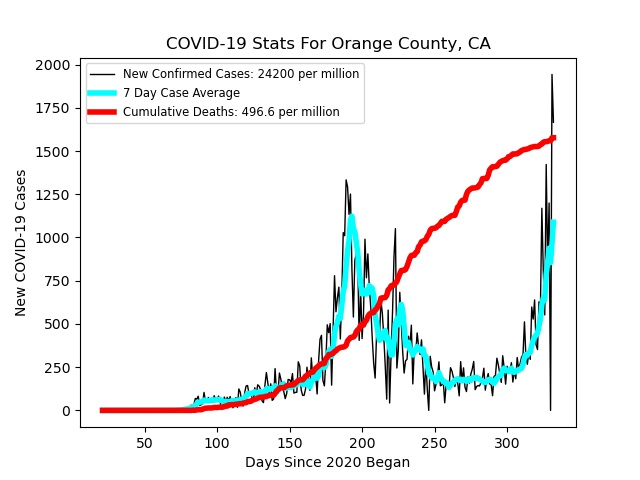 COVID-19 Stats For Orange County, CA
New Confirmed Cases: 24200 per million
7 Day Case Average
Cumulative Deaths: 496.6 per million
New COVID-19 Cases
2000
1750
1500
1250
1000
750
500
250
0
50 100 150 200 250 300
Days Since 2020 Began